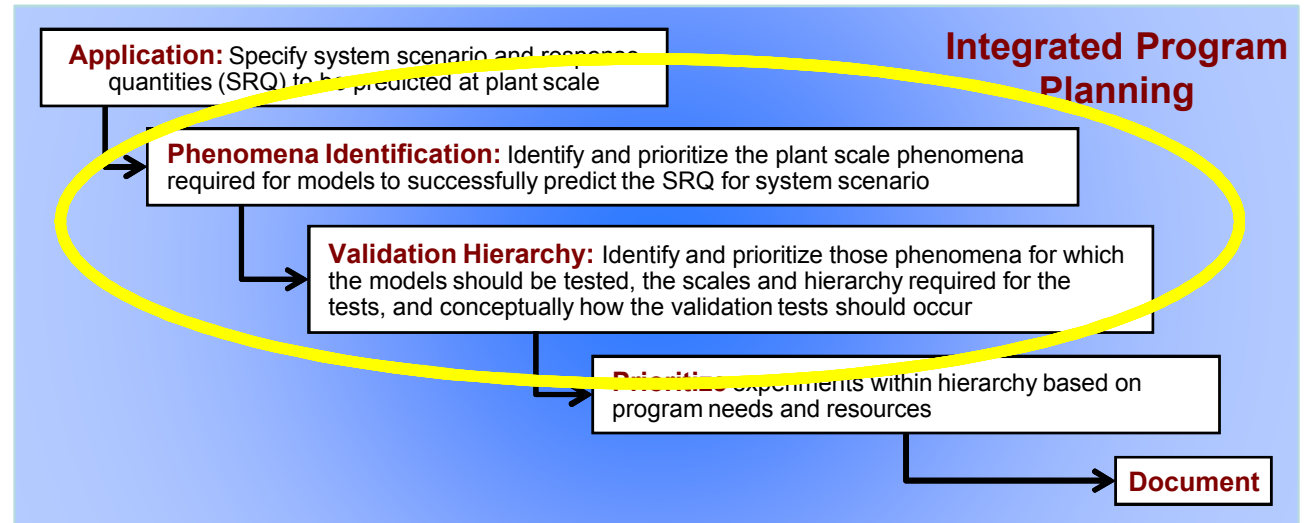 Integrated Program
Planning
Application: Specify system scenario and response
quantities (SRQ) to be predicted at plant scale
Phenomena Identification: Identify and prioritize the plant scale phenomena
required for models to successfully predict the SRQ for system scenario
Validation Hierarchy: Identify and prioritize those phenomena for which
the models should be tested, the scales and hierarchy required for the
tests, and conceptually how the validation tests should occur
Prioritize experiments within hierarchy based on
program needs and resources
Document